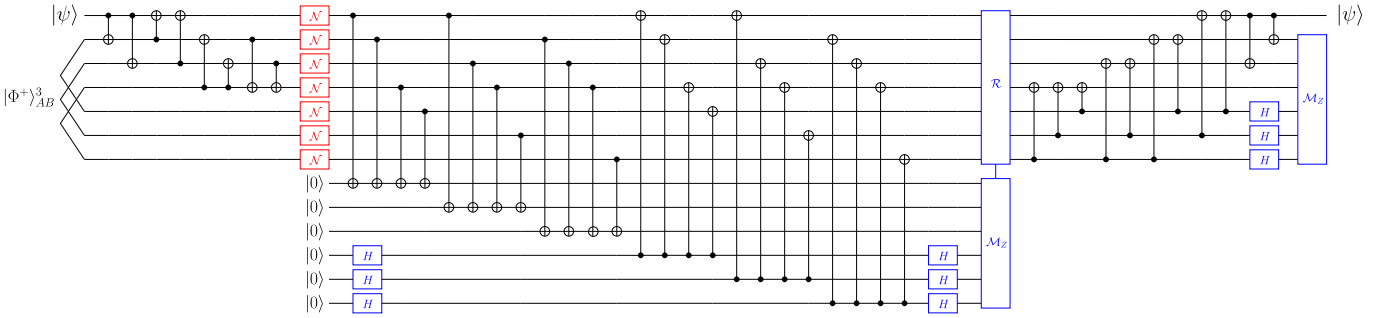 |ψ⟩ 𝒩 |ψ⟩
𝒩
𝒩
|Φ⁺⟩³_AB 𝒩 ℛ ℳ_Z
𝒩 H
𝒩 H
𝒩 H
|0⟩
|0⟩
|0⟩ ℳ_Z
|0⟩ H H
|0⟩ H H
|0⟩ H H